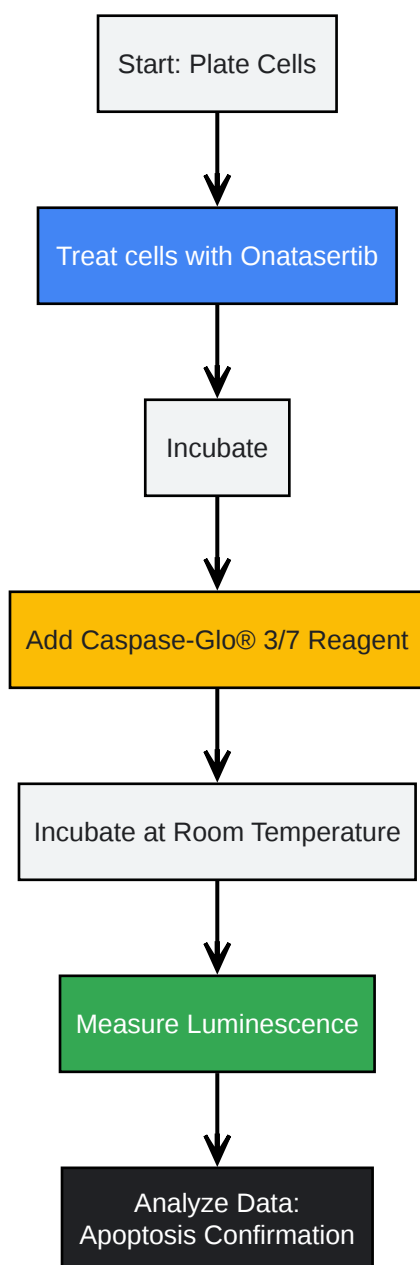 Start: Plate Cells
Treat cells with Onatasertib
Incubate
Add Caspase-Glo® 3/7 Reagent
Incubate at Room Temperature
Measure Luminescence
Analyze Data:
Apoptosis Confirmation